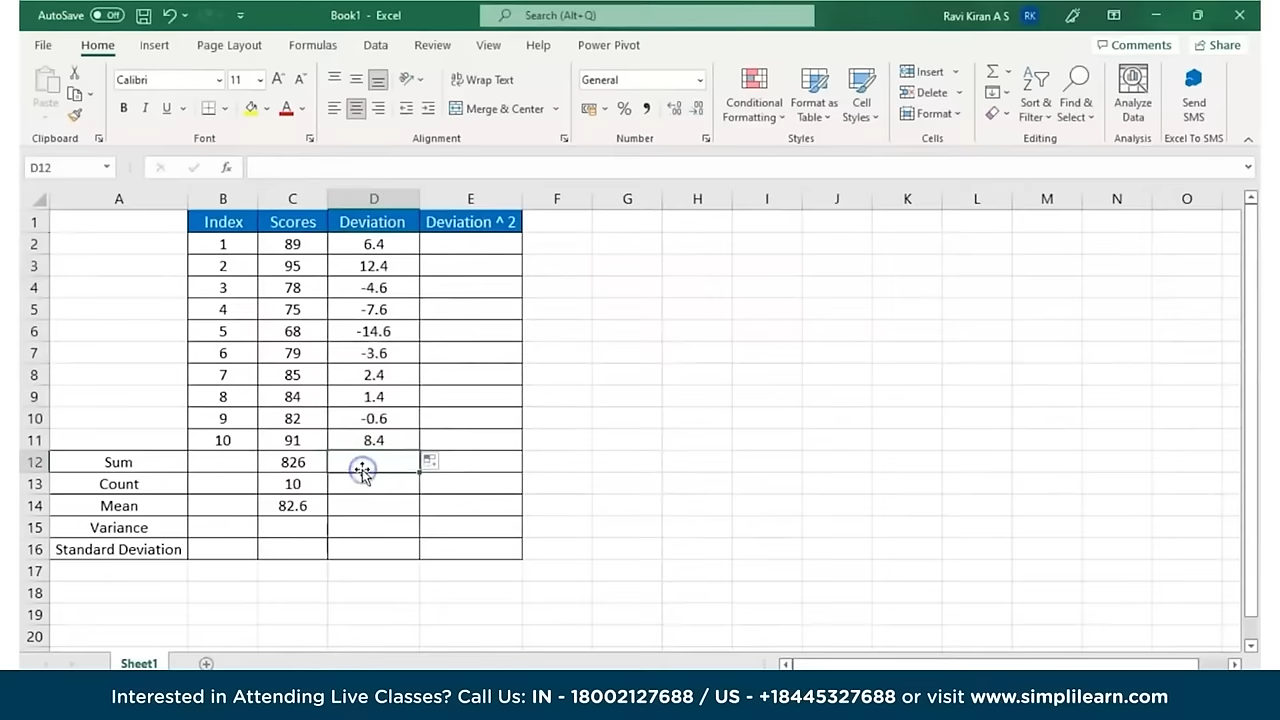 AutoSave Off Book1 - Excel Search (Alt+Q) Ravi Kiran A S RK
File Home Insert Page Layout Formulas Data Review View Help Power Pivot Comments Share
Paste Calibri 11 A A Wrap Text General Conditional Formatting Format as Table Cell Styles Insert Delete Format Sort & Filter Find & Select Analyze Data Send SMS
B I U A Merge & Center % 
Clipboard Font Alignment Number Styles Cells Editing Analysis Excel To SMS
D12 fx
A B C D E F G H I J K L M N O
1 Index Scores Deviation Deviation ^ 2
2 1 89 6.4
3 2 95 12.4
4 3 78 -4.6
5 4 75 -7.6
6 5 68 -14.6
7 6 79 -3.6
8 7 85 2.4
9 8 84 1.4
10 9 82 -0.6
11 10 91 8.4
12 Sum 826
13 Count 10
14 Mean 82.6
15 Variance
16 Standard Deviation
17
18
19
20
Sheet1
Interested in Attending Live Classes? Call Us: IN - 18002127688 / US - +18445327688 or visit www.simplilearn.com